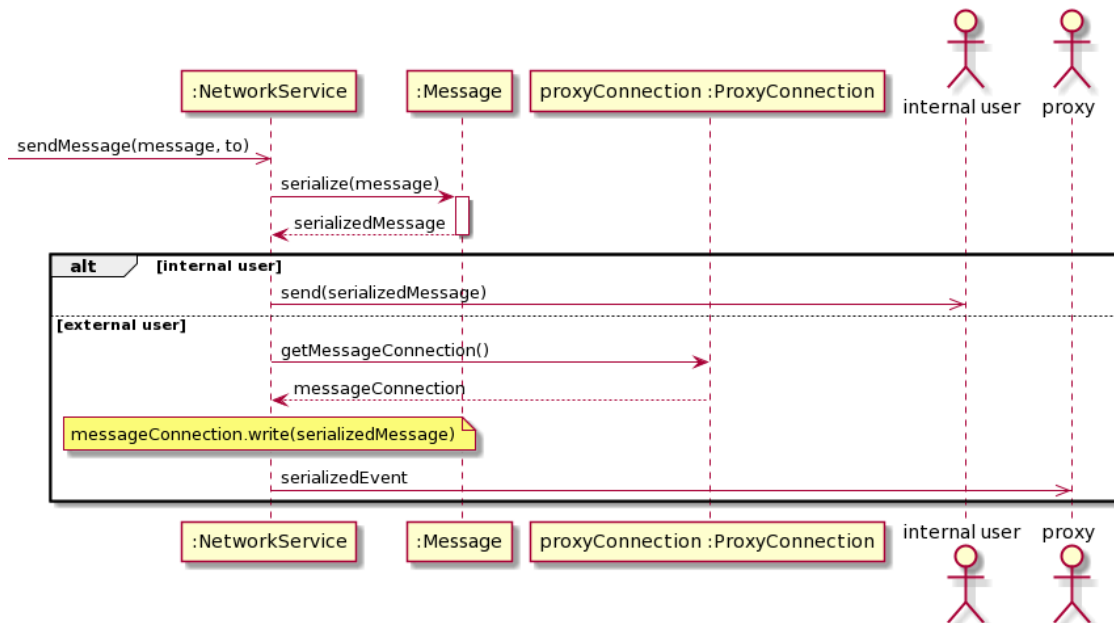 internal user
proxy
:NetworkService
:Message
proxyConnection :ProxyConnection
sendMessage(message, to)
serialize(message)
serializedMessage
alt
[internal user]
send(serializedMessage)
[external user]
getMessageConnection()
messageConnection
messageConnection.write(serializedMessage)
serializedEvent
:NetworkService
:Message
proxyConnection :ProxyConnection
internal user
proxy